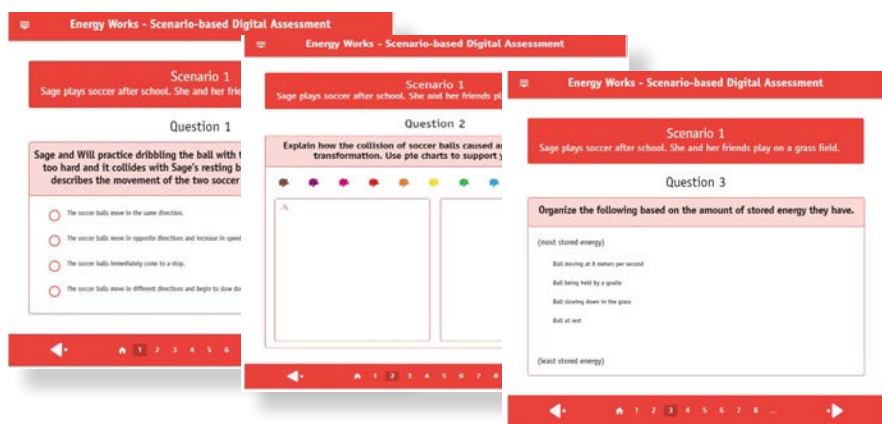 Energy Works - Scenario-based Digital Assessment
Scenario 1
Sage plays soccer after school. She and her frie
Question 1
Sage and Will practice dribbling the ball with t
too hard and it collides with Sage's resting b
describes the movement of the two soccer
The soccer balls move in the same direction.
The soccer balls move in opposite directions and increase in speed
The soccer balls immediately come to a stop.
The soccer balls move in different directions and begin to slow do
1 2 3 4 5 6
Energy Works - Scenario-based Digital Assessment
Scenario 1
Sage plays soccer after school. She and her friends pl
Question 2
Explain how the collision of soccer balls caused a
transformation. Use pie charts to support y
1 2 3 4 5 6 7 8
Energy Works - Scenario-based Digital Assessment
Scenario 1
Sage plays soccer after school. She and her friends play on a grass field.
Question 3
Organize the following based on the amount of stored energy they have.
(most stored energy)
Ball moving at 8 meters per second
Ball being held by a goalie
Ball slowing down in the grass
Ball at rest
(least stored energy)
1 2 3 4 5 6 7 8 ...